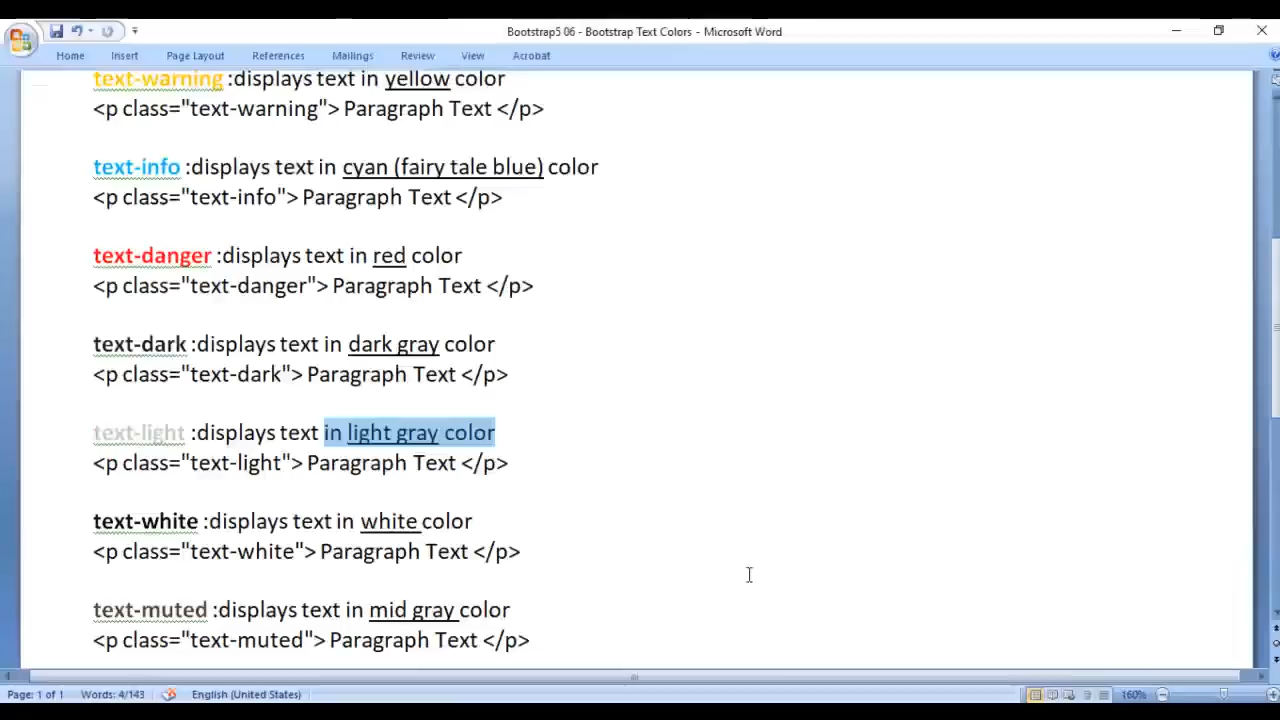 Bootstrap5 06 - Bootstrap Text Colors - Microsoft Word
Home Insert Page Layout References Mailings Review View Acrobat
text-warning :displays text in yellow color
<p class="text-warning"> Paragraph Text </p>
text-info :displays text in cyan (fairy tale blue) color
<p class="text-info"> Paragraph Text </p>
text-danger :displays text in red color
<p class="text-danger"> Paragraph Text </p>
text-dark :displays text in dark gray color
<p class="text-dark"> Paragraph Text </p>
text-light :displays text in light gray color
<p class="text-light"> Paragraph Text </p>
text-white :displays text in white color
<p class="text-white"> Paragraph Text </p>
text-muted :displays text in mid gray color
<p class="text-muted"> Paragraph Text </p>
Page: 1 of 1 Words: 4/143 English (United States) 160%